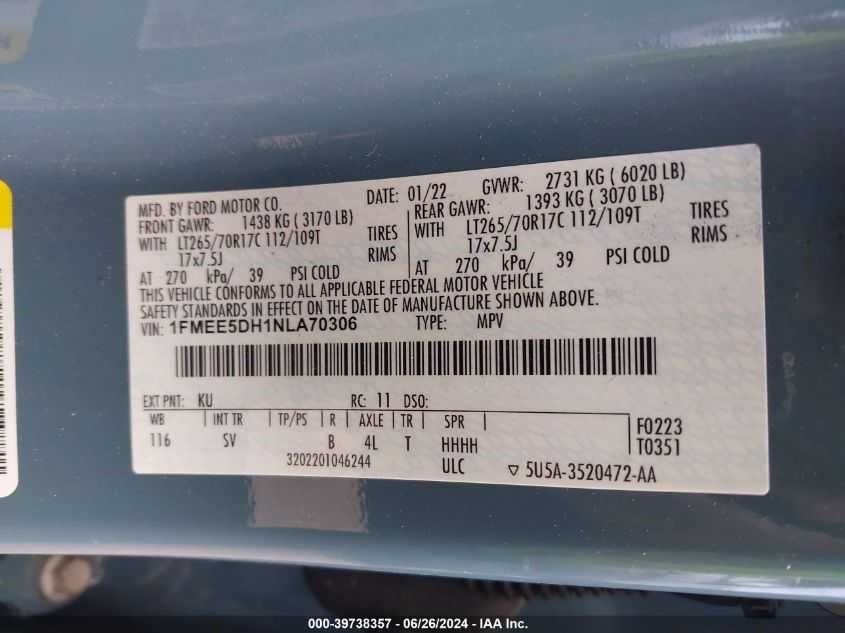 MFD. BY FORD MOTOR CO. DATE: 01/22 GVWR: 2731 KG ( 6020 LB)
FRONT GAWR: 1438 KG ( 3170 LB) REAR GAWR: 1393 KG ( 3070 LB)
WITH LT265/70R17C 112/109T TIRES WITH LT265/70R17C 112/109T TIRES
17x7.5J RIMS 17x7.5J RIMS
AT 270 kPa/ 39 PSI COLD AT 270 kPa/ 39 PSI COLD
THIS VEHICLE CONFORMS TO ALL APPLICABLE FEDERAL MOTOR VEHICLE
SAFETY STANDARDS IN EFFECT ON THE DATE OF MANUFACTURE SHOWN ABOVE.
VIN: 1FMEE5DH1NLA70306 TYPE: MPV
EXT PNT: KU RC: 11 DSO:
WB INT TR TP/PS R AXLE TR SPR F0223
116 SV B 4L T HHHH T0351
3202201046244 ULC ▽ 5U5A-3520472-AA
000-39738357 - 06/26/2024 - IAA Inc.